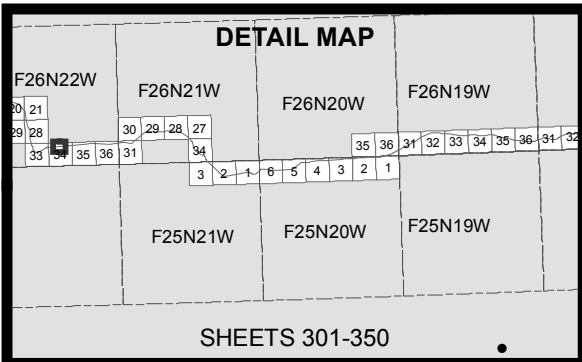 DETAIL MAP
F26N22W
F26N21W
F26N20W
F26N19W
20 21
29 28
33 34 35 36 31
30 29 28 27
34
3 2 1 6 5 4 3 2 1
35 36 31 32 33 34 35 36 31 32
F25N21W
F25N20W
F25N19W
SHEETS 301-350